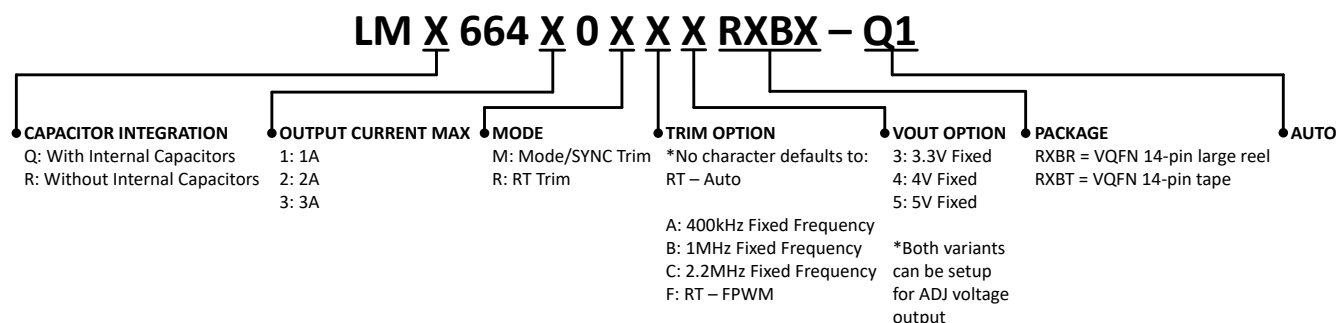 LM X 664 X 0 X X X RXBX – Q1
CAPACITOR INTEGRATION
Q: With Internal Capacitors
R: Without Internal Capacitors
OUTPUT CURRENT MAX
1: 1A
2: 2A
3: 3A
MODE
M: Mode/SYNC Trim
R: RT Trim
TRIM OPTION
*No character defaults to:
RT – Auto
A: 400kHz Fixed Frequency
B: 1MHz Fixed Frequency
C: 2.2MHz Fixed Frequency
F: RT – FPWM
VOUT OPTION
3: 3.3V Fixed
4: 4V Fixed
5: 5V Fixed
*Both variants
can be setup
for ADJ voltage
output
PACKAGE
RXBR = VQFN 14-pin large reel
RXBT = VQFN 14-pin tape
AUTO